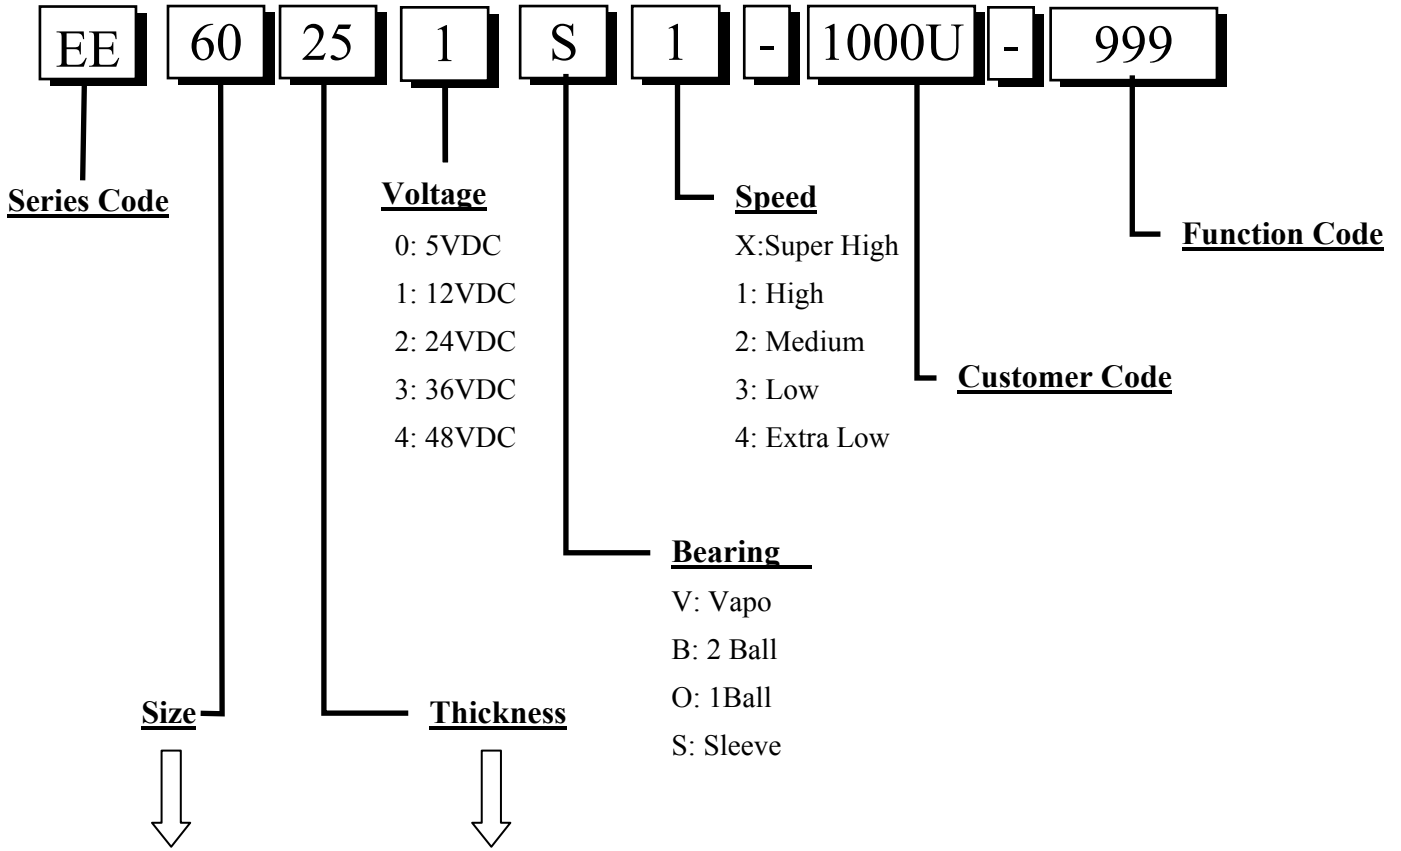 EE 60 25 1 S 1 - 1000U - 999
Series Code
Voltage
0: 5VDC
1: 12VDC
2: 24VDC
3: 36VDC
4: 48VDC
Speed
X:Super High
1: High
2: Medium
3: Low
4: Extra Low
Function Code
Customer Code
Bearing
V: Vapo
B: 2 Ball
O: 1Ball
S: Sleeve
Size
Thickness